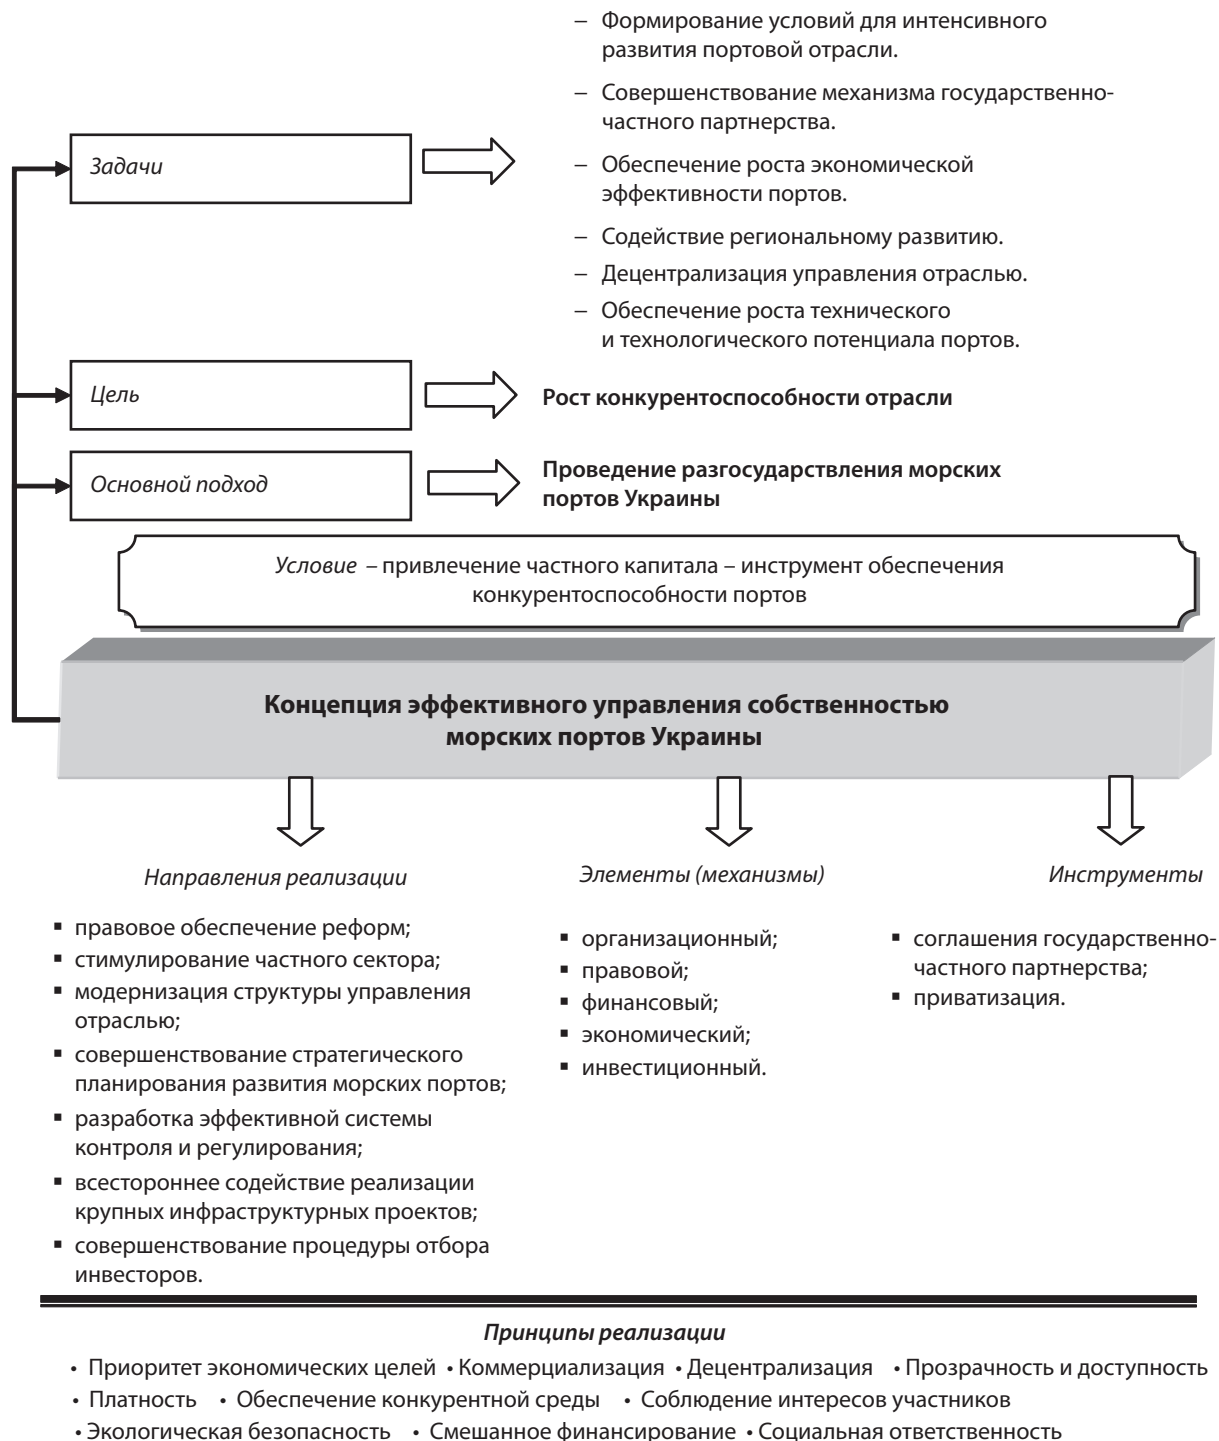 – Формирование условий для интенсивного
развития портовой отрасли.
– Совершенствование механизма государственно-
частного партнерства.
Задачи
– Обеспечение роста экономической
эффективности портов.
– Содействие региональному развитию.
– Децентрализация управления отраслью.
– Обеспечение роста технического
и технологического потенциала портов.
Цель
Рост конкурентоспособности отрасли
Основной подход
Проведение разгосударствления морских
портов Украины
Условие – привлечение частного капитала – инструмент обеспечения
конкурентоспособности портов
Концепция эффективного управления собственностью
морских портов Украины
Направления реализации
▪ правовое обеспечение реформ;
▪ стимулирование частного сектора;
▪ модернизация структуры управления
отраслью;
▪ совершенствование стратегического
планирования развития морских портов;
▪ разработка эффективной системы
контроля и регулирования;
▪ всестороннее содействие реализации
крупных инфраструктурных проектов;
▪ совершенствование процедуры отбора
инвесторов.
Элементы (механизмы)
▪ организационный;
▪ правовой;
▪ финансовый;
▪ экономический;
▪ инвестиционный.
Инструменты
▪ соглашения государственно-
частного партнерства;
▪ приватизация.
Принципы реализации
• Приоритет экономических целей • Коммерциализация • Децентрализация • Прозрачность и доступность
• Платность • Обеспечение конкурентной среды • Соблюдение интересов участников
• Экологическая безопасность • Смешанное финансирование • Социальная ответственность